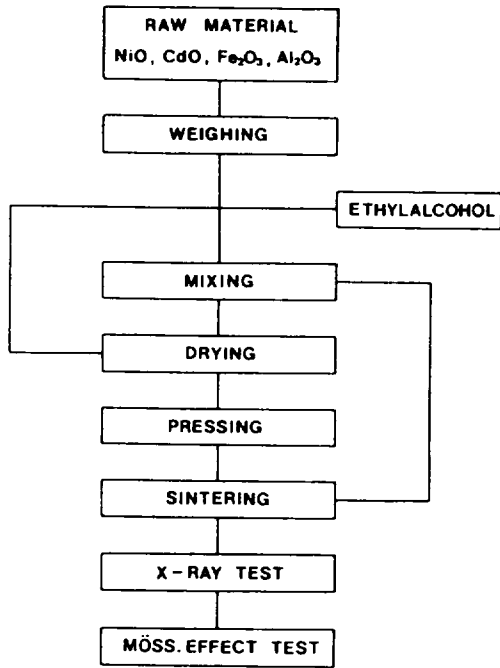 RAW MATERIAL
NiO, CdO, Fe₂O₃, Al₂O₃
WEIGHING
ETHYLALCOHOL
MIXING
DRYING
PRESSING
SINTERING
X-RAY TEST
MÖSS. EFFECT TEST